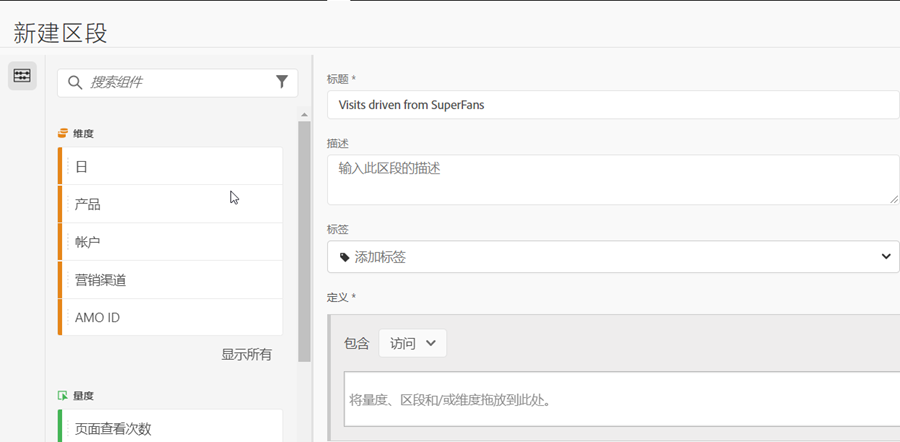 新建区段
搜索组件
维度
日
产品
帐户
营销渠道
AMO ID
显示所有
量度
页面查看次数
标题 *
Visits driven from SuperFans
描述
输入此区段的描述
标签
添加标签
定义 *
包含 访问
将量度、区段和/或维度拖放到此处。